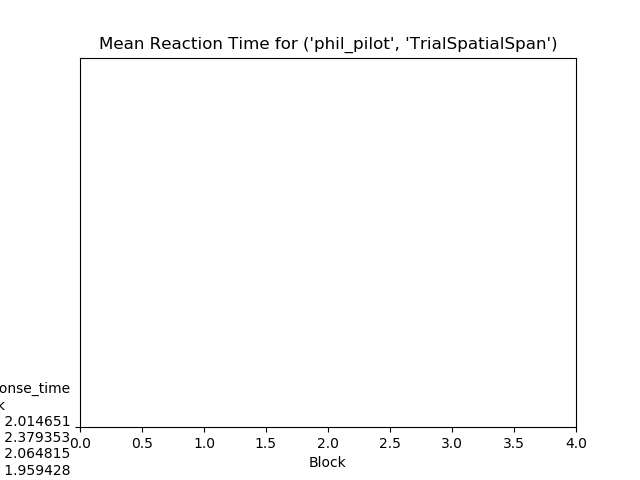 Mean Reaction Time for ('phil_pilot', 'TrialSpatialSpan')
onse_time
k
2.014651
2.379353
2.064815
1.959428
0.0 0.5 1.0 1.5 2.0 2.5 3.0 3.5 4.0
Block